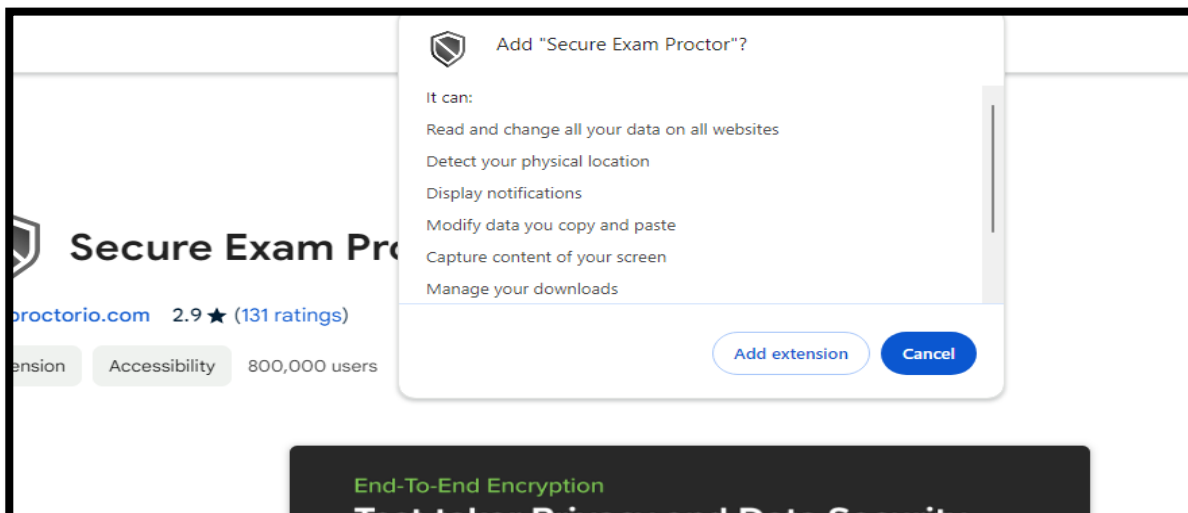 Add "Secure Exam Proctor"?
It can:
Read and change all your data on all websites
Detect your physical location
Display notifications
Modify data you copy and paste
Capture content of your screen
Manage your downloads
Add extension Cancel
Secure Exam
proctorio.com 2.9 ★ (131 ratings)
Accessibility 800,000 users
End-To-End Encryption